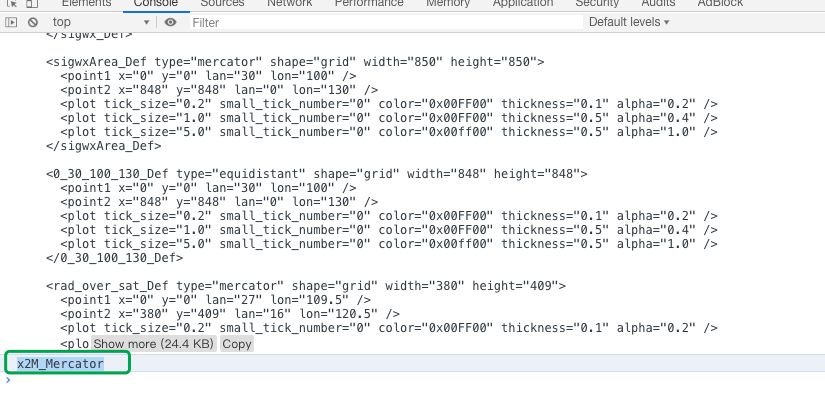 Elements Console Sources Network Performance Memory Application Security Audits AdBlock
top Filter Default levels
</sigwx_Def>
<sigwxArea_Def type="mercator" shape="grid" width="850" height="850">
<point1 x="0" y="0" lan="30" lon="100" />
<point2 x="848" y="848" lan="0" lon="130" />
<plot tick_size="0.2" small_tick_number="0" color="0x00FF00" thickness="0.1" alpha="0.2" />
<plot tick_size="1.0" small_tick_number="0" color="0x00FF00" thickness="0.5" alpha="0.4" />
<plot tick_size="5.0" small_tick_number="0" color="0x00ff00" thickness="0.5" alpha="1.0" />
</sigwxArea_Def>
<0_30_100_130_Def type="equidistant" shape="grid" width="848" height="848">
<point1 x="0" y="0" lan="30" lon="100" />
<point2 x="848" y="848" lan="0" lon="130" />
<plot tick_size="0.2" small_tick_number="0" color="0x00FF00" thickness="0.1" alpha="0.2" />
<plot tick_size="1.0" small_tick_number="0" color="0x00FF00" thickness="0.5" alpha="0.4" />
<plot tick_size="5.0" small_tick_number="0" color="0x00ff00" thickness="0.5" alpha="1.0" />
</0_30_100_130_Def>
<rad_over_sat_Def type="mercator" shape="grid" width="380" height="409">
<point1 x="0" y="0" lan="27" lon="109.5" />
<point2 x="380" y="409" lan="16" lon="120.5" />
<plot tick_size="0.2" small_tick_number="0" color="0x00FF00" thickness="0.1" alpha="0.2" />
<plo Show more (24.4 KB) Copy
x2M_Mercator